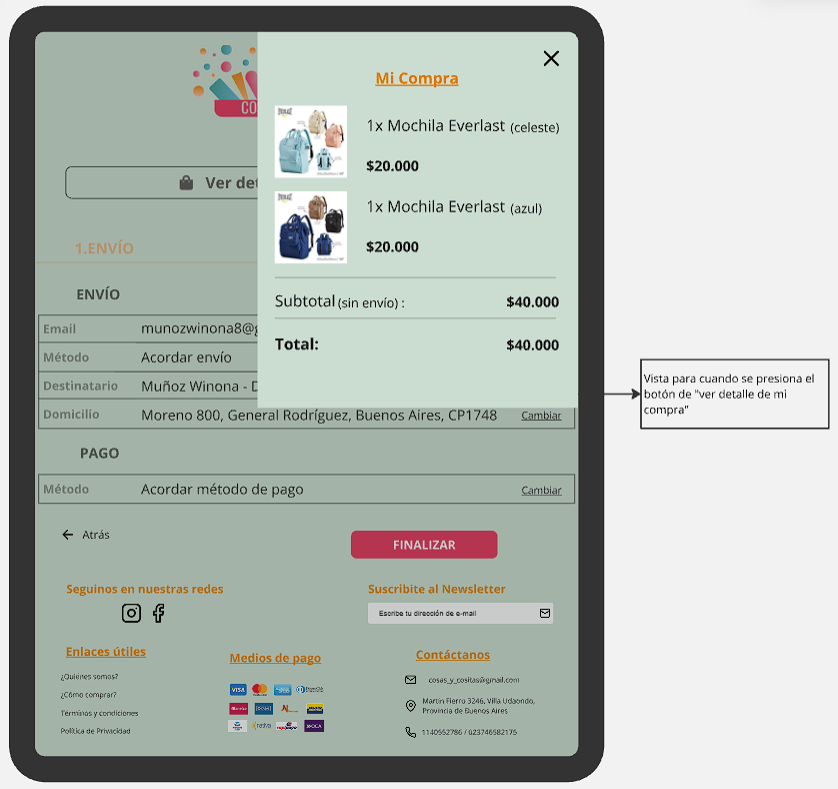 CO
Mi Compra
1x Mochila Everlast (celeste)
$20.000
1x Mochila Everlast (azul)
$20.000
Subtotal (sin envío) : $40.000
Total: $40.000
Ver det
1.ENVÍO
ENVÍO
Email munozwinona8@g
Método Acordar envío
Destinatario Muñoz Winona - D
Domicilio Moreno 800, General Rodríguez, Buenos Aires, CP1748 Cambiar
PAGO
Método Acordar método de pago Cambiar
Atrás
FINALIZAR
Seguinos en nuestras redes
Suscribite al Newsletter
Escribe tu dirección de e-mail
Enlaces útiles
¿Quienes somos?
¿Cómo comprar?
Términos y condiciones
Política de Privacidad
Medios de pago
VISA
Contáctanos
cosas_y_cositas@gmail.com
Martín Fierro 3246, Villa Udaondo,
Provincia de Buenos Aires
1140552786 / 023746582175
Vista para cuando se presiona el
botón de "ver detalle de mi
compra"